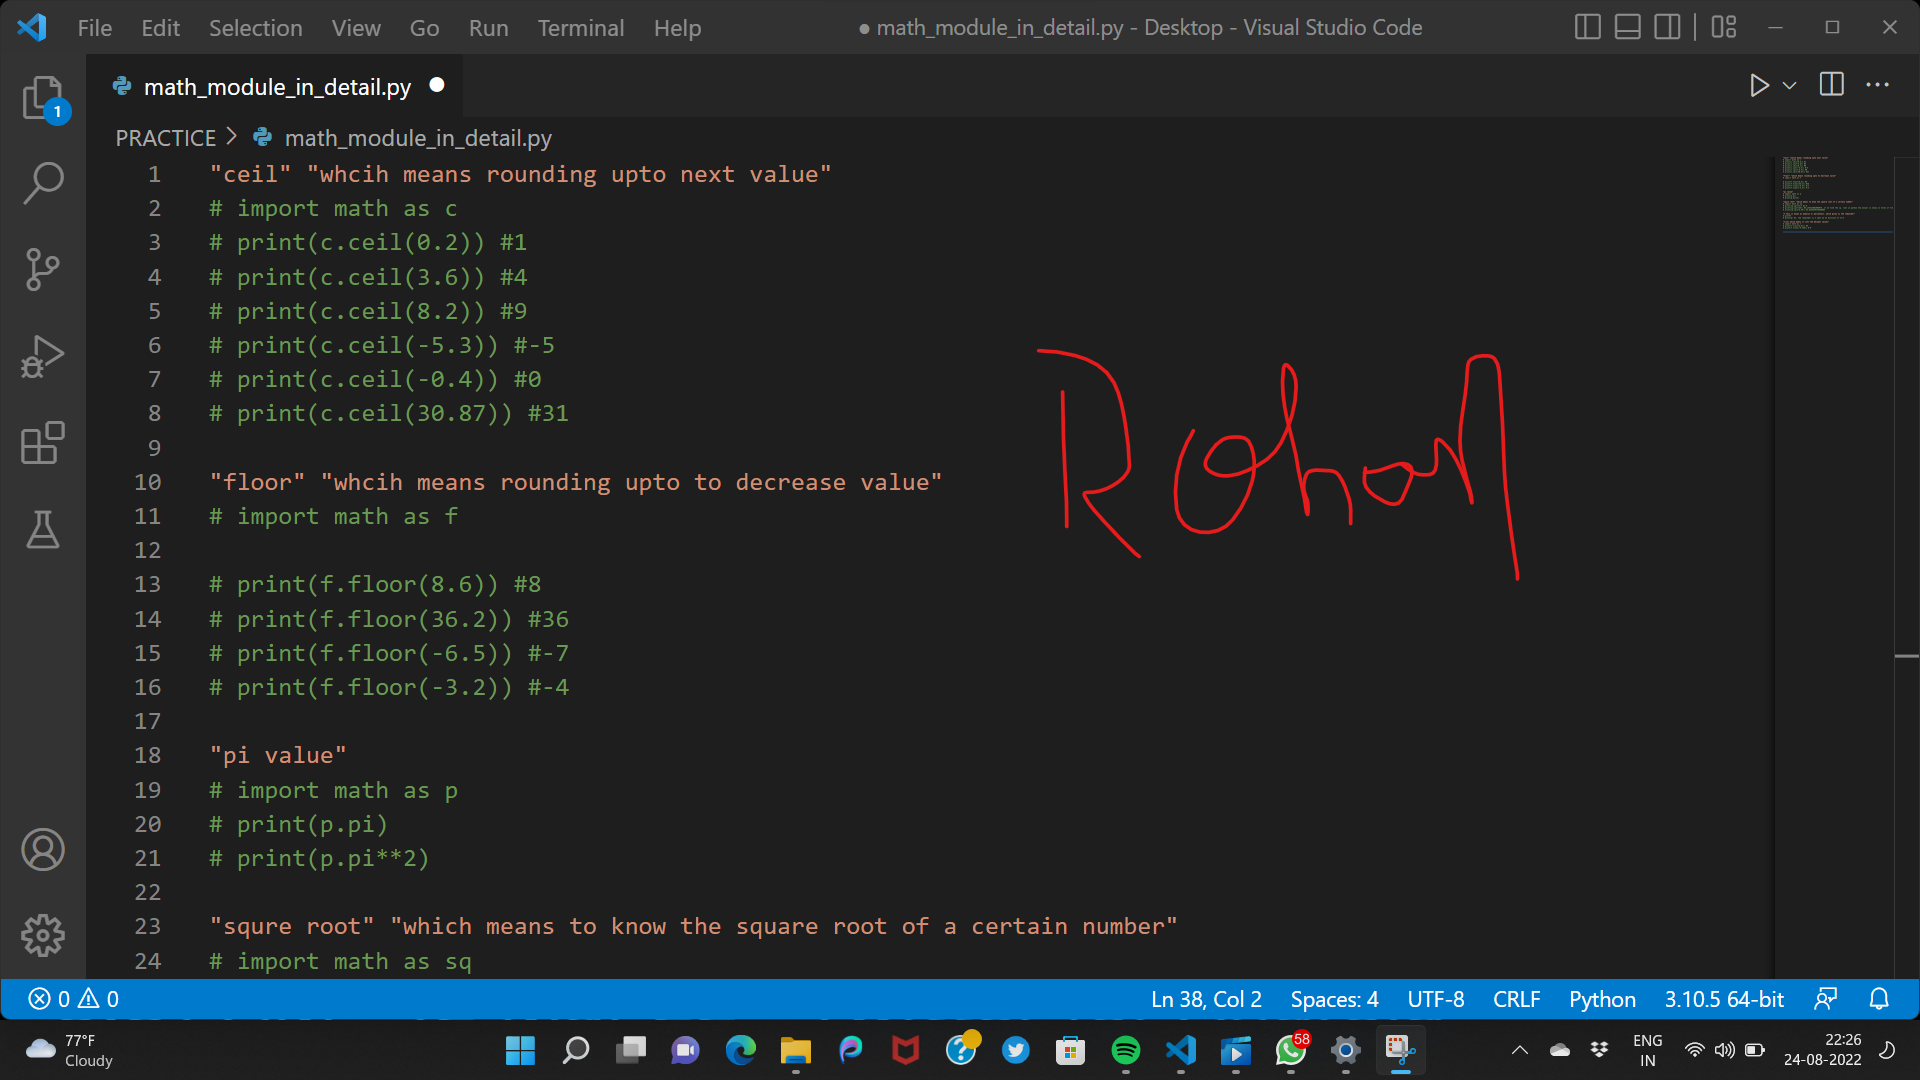 File Edit Selection View Go Run Terminal Help ● math_module_in_detail.py - Desktop - Visual Studio Code
math_module_in_detail.py
1
PRACTICE > math_module_in_detail.py
1 "ceil" "whcih means rounding upto next value"
2 # import math as c
3 # print(c.ceil(0.2)) #1
4 # print(c.ceil(3.6)) #4
5 # print(c.ceil(8.2)) #9
6 # print(c.ceil(-5.3)) #-5
7 # print(c.ceil(-0.4)) #0
8 # print(c.ceil(30.87)) #31
9
Rohan
10 "floor" "whcih means rounding upto to decrease value"
11 # import math as f
12
13 # print(f.floor(8.6)) #8
14 # print(f.floor(36.2)) #36
15 # print(f.floor(-6.5)) #-7
16 # print(f.floor(-3.2)) #-4
17
18 "pi value"
19 # import math as p
20 # print(p.pi)
21 # print(p.pi**2)
22
23 "squre root" "which means to know the square root of a certain number"
24 # import math as sq
0 0 Ln 38, Col 2 Spaces: 4 UTF-8 CRLF Python 3.10.5 64-bit
77°F
Cloudy
58
ENG
IN
22:26
24-08-2022